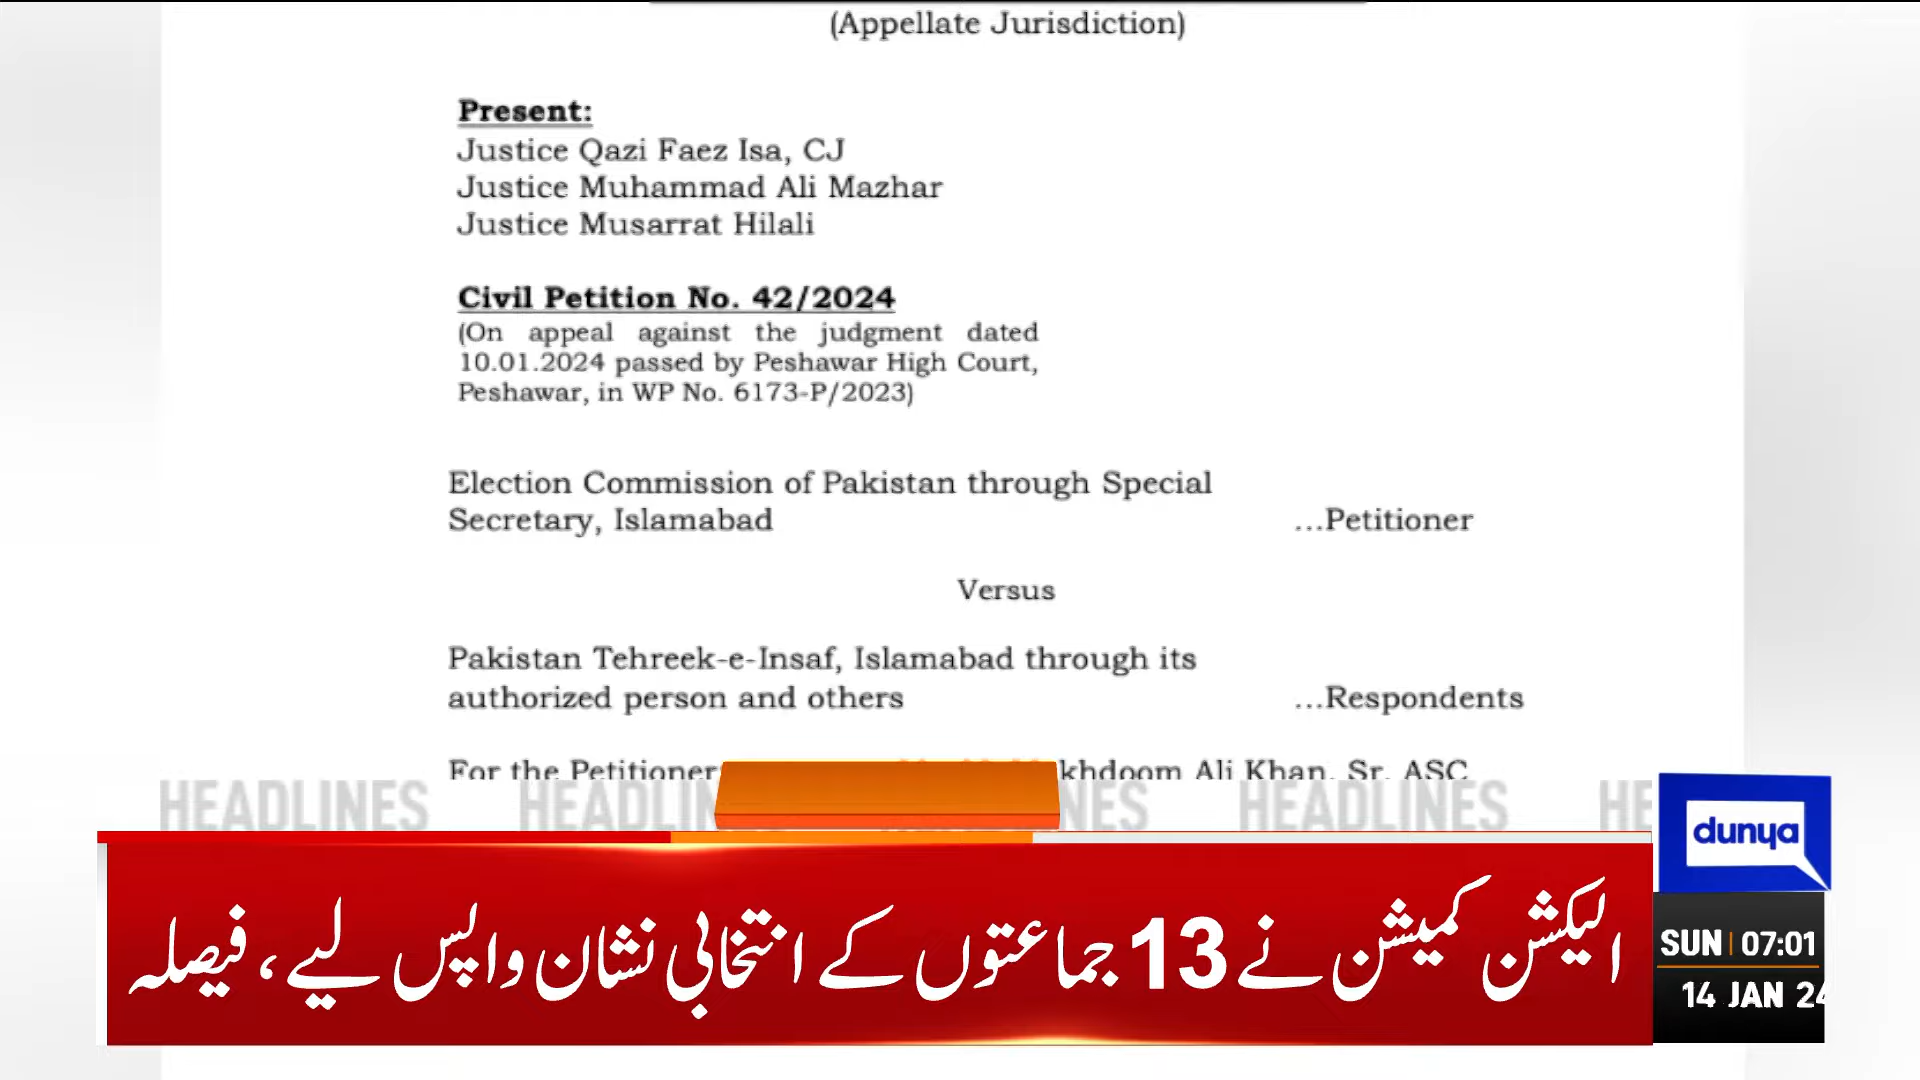 (Appellate Jurisdiction)
Present:
Justice Qazi Faez Isa, CJ
Justice Muhammad Ali Mazhar
Justice Musarrat Hilali
Civil Petition No. 42/2024
(On appeal against the judgment dated
10.01.2024 passed by Peshawar High Court,
Peshawar, in WP No. 6173-P/2023)
Election Commission of Pakistan through Special
Secretary, Islamabad ...Petitioner
Versus
Pakistan Tehreek-e-Insaf, Islamabad through its
authorized person and others ...Respondents
For the Petitioner Ali Khan, Sr. ASC
HEADLINES HEADLINES HEADLINES
dunya
الیکشن کمیشن نے 13 جماعتوں کے انتخابی نشان واپس لیے، فیصلہ
SUN 07:01
14 JAN 24